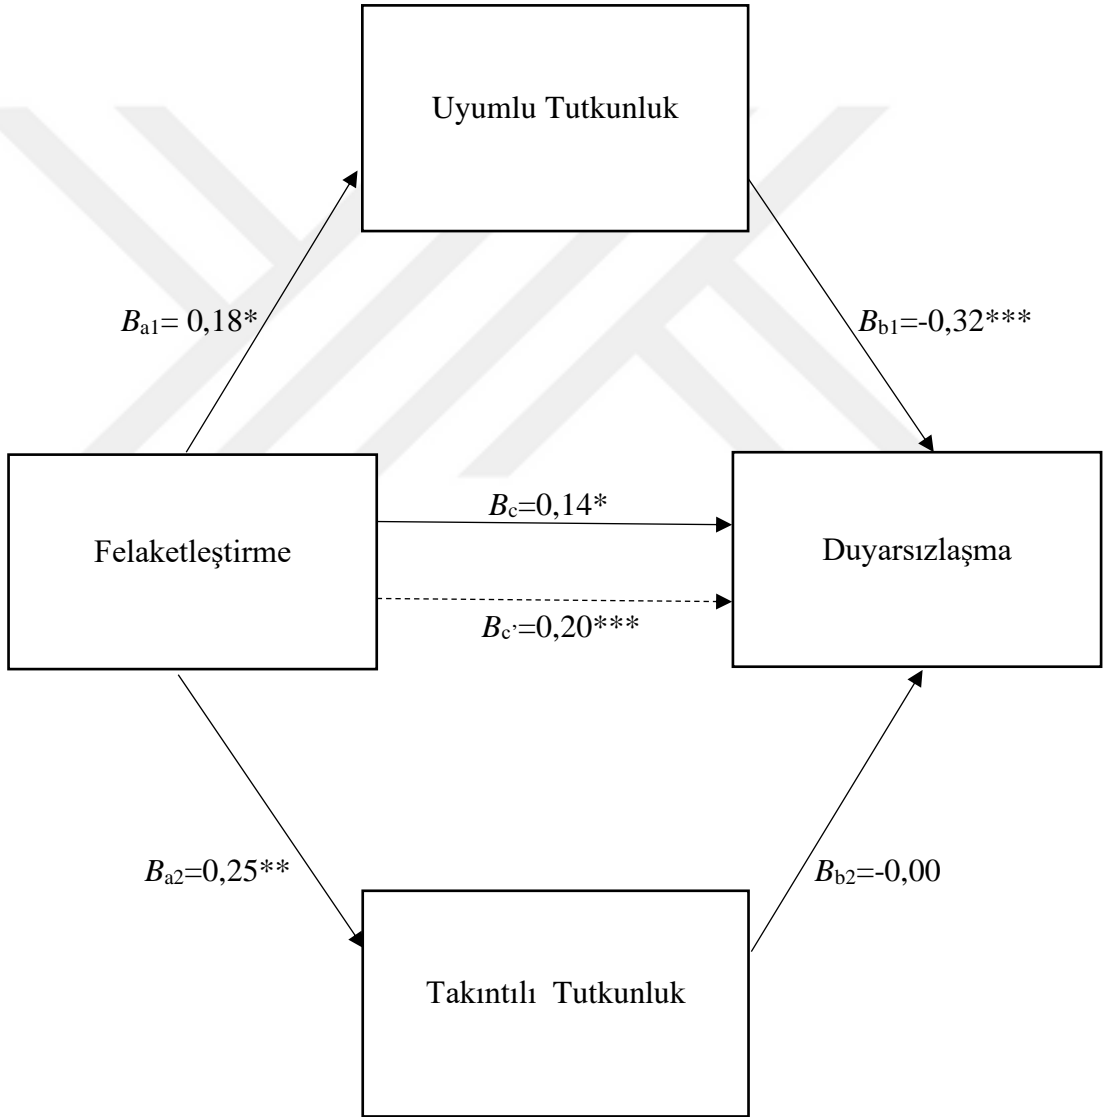 Uyumlu Tutkunluk
Ba1= 0,18*
Bb1=-0,32***
Bc=0,14*
Felaketleştirme
Duyarsızlaşma
Bc’=0,20***
Ba2=0,25**
Bb2=-0,00
Takıntılı Tutkunluk